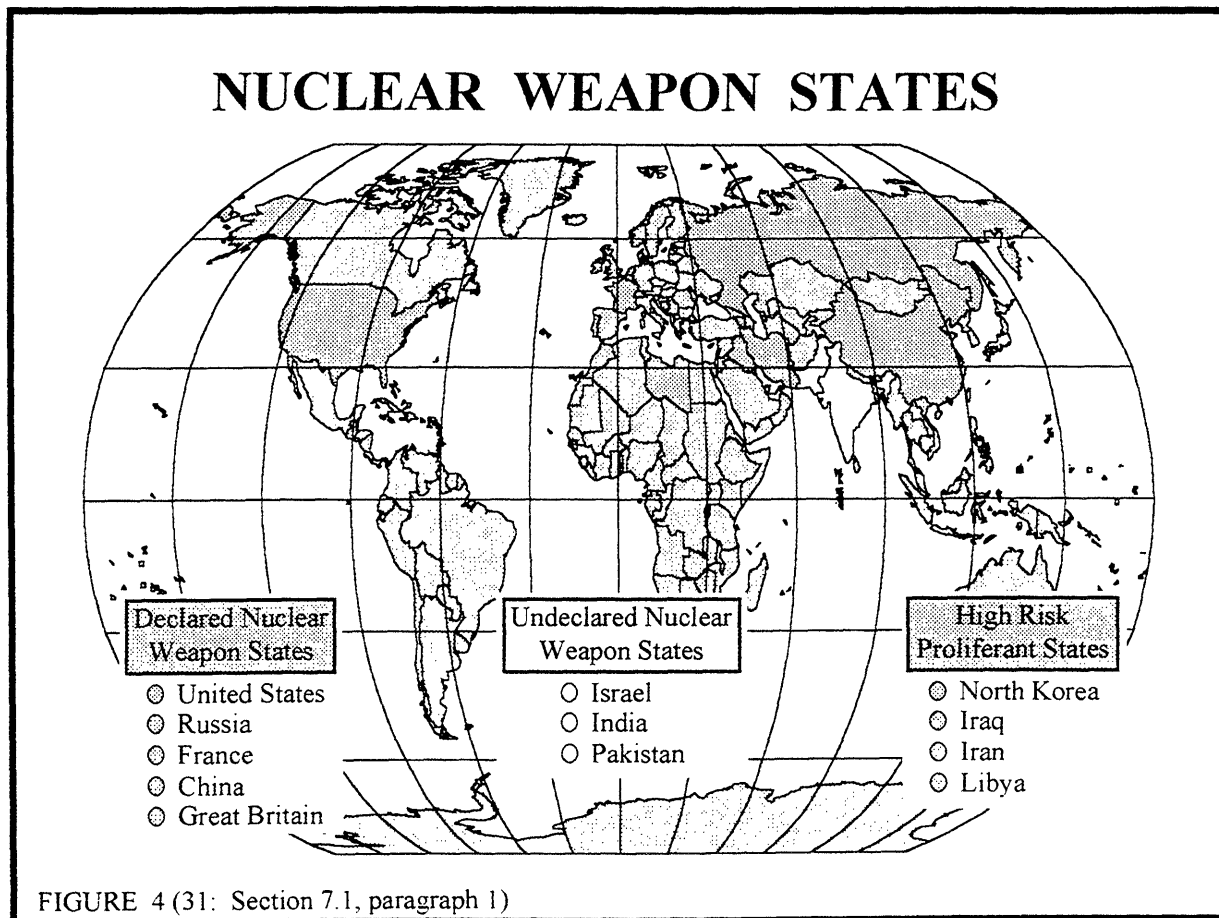 NUCLEAR WEAPON STATES
Declared Nuclear
Weapon States
United States
Russia
France
China
Great Britain
Undeclared Nuclear
Weapon States
Israel
India
Pakistan
High Risk
Proliferant States
North Korea
Iraq
Iran
Libya
FIGURE 4 (31: Section 7.1, paragraph 1)